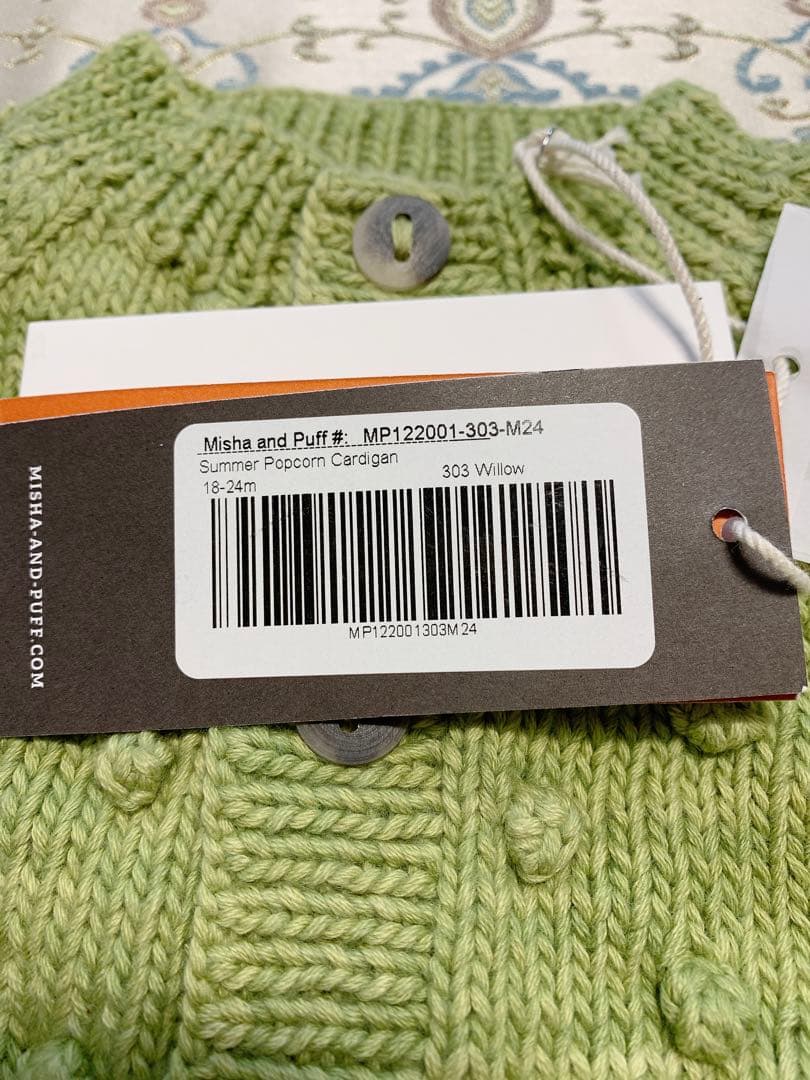 Misha and Puff #: MP122001-303-M24
Summer Popcorn Cardigan
18-24m 303 Willow
MP122001303M24
MISHA-AND-PUFF.COM